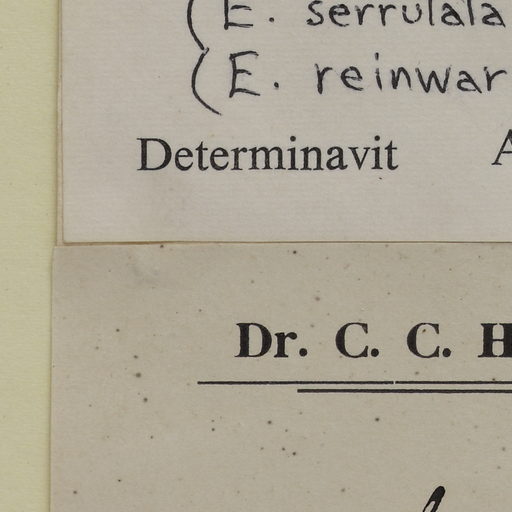 (E. serrulala
(E. reinwar
Determinavit A
Dr. C. C. H